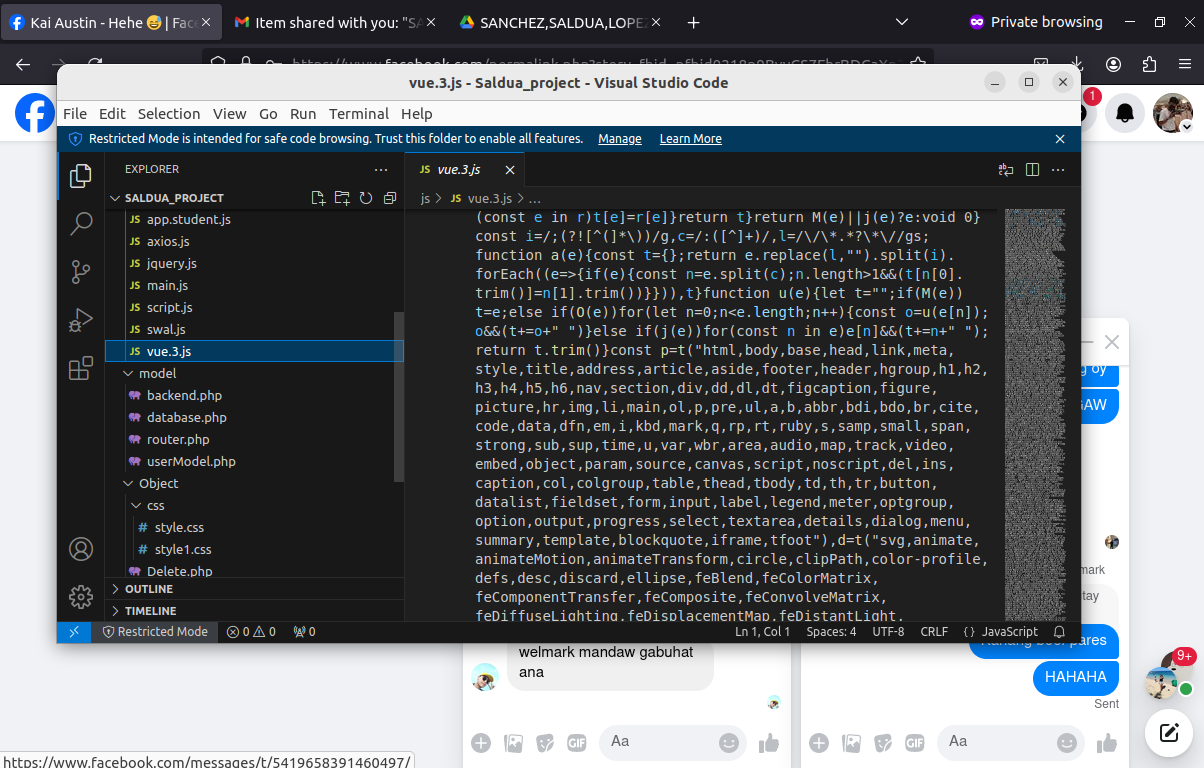 Kai Austin - Hehe 😅 | Fac
Item shared with you: "SA
SANCHEZ,SALDUA,LOPEZ
Private browsing
vue.3.js - Saldua_project - Visual Studio Code
File Edit Selection View Go Run Terminal Help
Restricted Mode is intended for safe code browsing. Trust this folder to enable all features. Manage Learn More
1
EXPLORER
SALDUA_PROJECT
JS app.student.js
JS axios.js
JS jquery.js
JS main.js
JS script.js
JS swal.js
JS vue.3.js
model
backend.php
database.php
router.php
userModel.php
Object
css
# style.css
# style1.css
Delete.php
OUTLINE
TIMELINE
JS vue.3.js
js > JS vue.3.js > ...
(const e in r)t[e]=r[e]}return t}return M(e)||j(e)?e:void 0}
const i=/;(?![^(]*\))/g,c=/:([^]+)/,l=/\/\*.*?\*\//gs;
function a(e){const t={};return e.replace(l,"").split(i).
forEach((e=>{if(e){const n=e.split(c);n.length>1&&(t[n[0].
trim()]=n[1].trim())}})),t}function u(e){let t="";if(M(e))
t=e;else if(O(e))for(let n=0;n<e.length;n++){const o=u(e[n]);
o&&(t+=o+" ")}else if(j(e))for(const n in e)e[n]&&(t+=n+" ");
return t.trim()}const p=t("html,body,base,head,link,meta,
style,title,address,article,aside,footer,header,hgroup,h1,h2,
h3,h4,h5,h6,nav,section,div,dd,dl,dt,figcaption,figure,
picture,hr,img,li,main,ol,p,pre,ul,a,b,abbr,bdi,bdo,br,cite,
code,data,dfn,em,i,kbd,mark,q,rp,rt,ruby,s,samp,small,span,
strong,sub,sup,time,u,var,wbr,area,audio,map,track,video,
embed,object,param,source,canvas,script,noscript,del,ins,
caption,col,colgroup,table,thead,tbody,td,th,tr,button,
datalist,fieldset,form,input,label,legend,meter,optgroup,
option,output,progress,select,textarea,details,dialog,menu,
summary,template,blockquote,iframe,tfoot"),d=t("svg,animate,
animateMotion,animateTransform,circle,clipPath,color-profile,
defs,desc,discard,ellipse,feBlend,feColorMatrix,
feComponentTransfer,feComposite,feConvolveMatrix,
feDiffuseLighting,feDisplacementMap,feDistantLight,
Restricted Mode 0 0 0 Ln 1, Col 1 Spaces: 4 UTF-8 CRLF {} JavaScript
oy
GAW
mark
tay
beef pares
HAHAHA
Sent
welmark mandaw gabuhat
ana
9+
GIF Aa
GIF Aa
https://www.facebook.com/messages/t/5419658391460497/